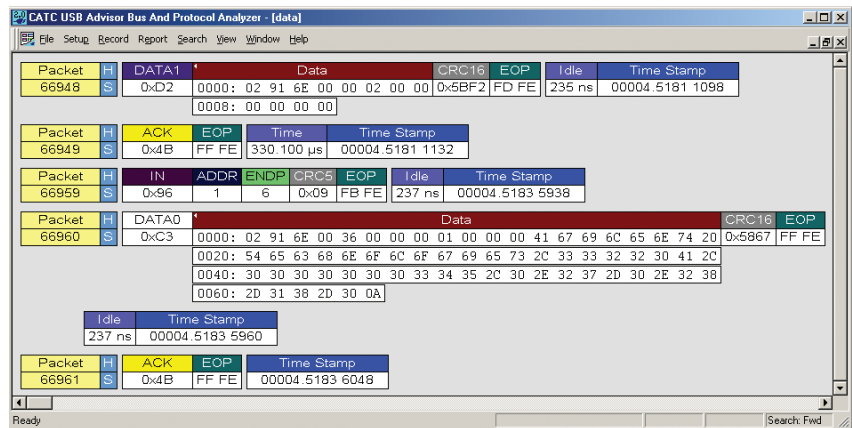 CATC USB Advisor Bus And Protocol Analyzer - [data]
File Setup Record Report Search View Window Help
Packet H DATA1 Data CRC16 EOP Idle Time Stamp
66948 S 0xD2 0000: 02 91 6E 00 00 02 00 00 0x5BF2 FD FE 235 ns 00004.5181 1098
0008: 00 00 00 00
Packet H ACK EOP Time Time Stamp
66949 S 0x4B FF FE 330.100 µs 00004.5181 1132
Packet H IN ADDR ENDP CRC5 EOP Idle Time Stamp
66959 S 0x96 1 6 0x09 FB FE 237 ns 00004.5183 5938
Packet H DATA0 Data CRC16 EOP
66960 S 0xC3 0000: 02 91 6E 00 36 00 00 00 01 00 00 00 41 67 69 6C 65 6E 74 20 0x5867 FF FE
0020: 54 65 63 68 6E 6F 6C 6F 67 69 65 73 2C 33 33 32 32 30 41 2C
0040: 30 30 30 30 30 30 30 33 34 35 2C 30 2E 32 37 2D 30 2E 32 38
0060: 2D 31 38 2D 30 0A
Idle Time Stamp
237 ns 00004.5183 5960
Packet H ACK EOP Time Stamp
66961 S 0x4B FF FE 00004.5183 6048
Ready Search: Fwd